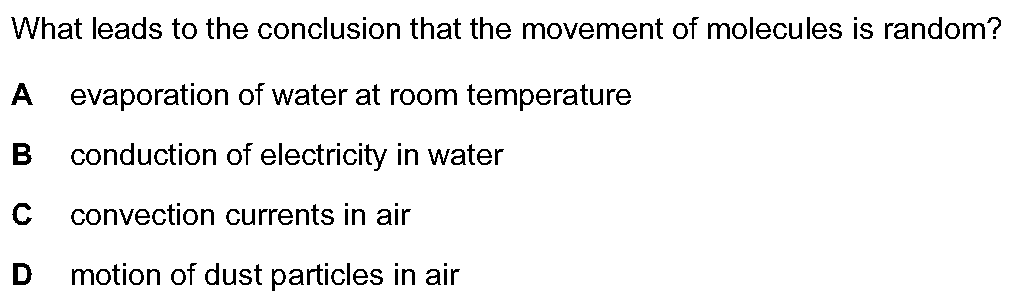 What leads to the conclusion that the movement of molecules is random?
A evaporation of water at room temperature
B conduction of electricity in water
C convection currents in air
D motion of dust particles in air